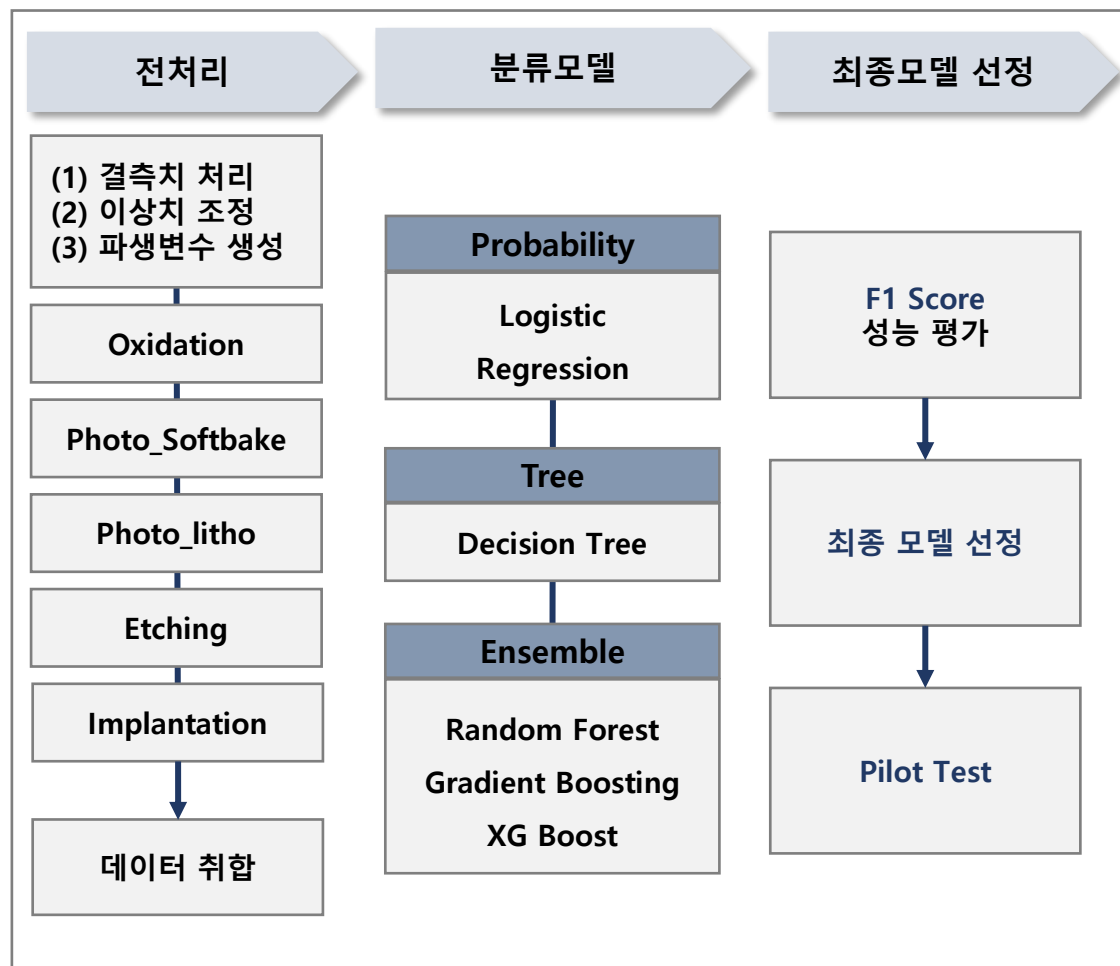 전처리
분류모델
최종모델 선정
(1) 결측치 처리
(2) 이상치 조정
(3) 파생변수 생성
Oxidation
Photo_Softbake
Photo_litho
Etching
Implantation
데이터 취합
Probability
Logistic
Regression
Tree
Decision Tree
Ensemble
Random Forest
Gradient Boosting
XG Boost
F1 Score
성능 평가
최종 모델 선정
Pilot Test